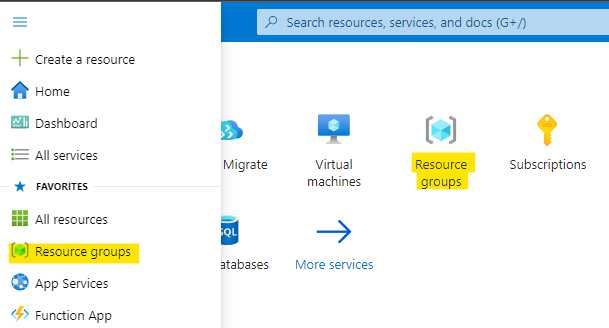 Search resources, services, and docs (G+/)
Create a resource
Home
Dashboard
All services
FAVORITES
All resources
Resource groups
App Services
Function App
Migrate
Virtual
machines
Resource
groups
Subscriptions
SQL
atabases
More services